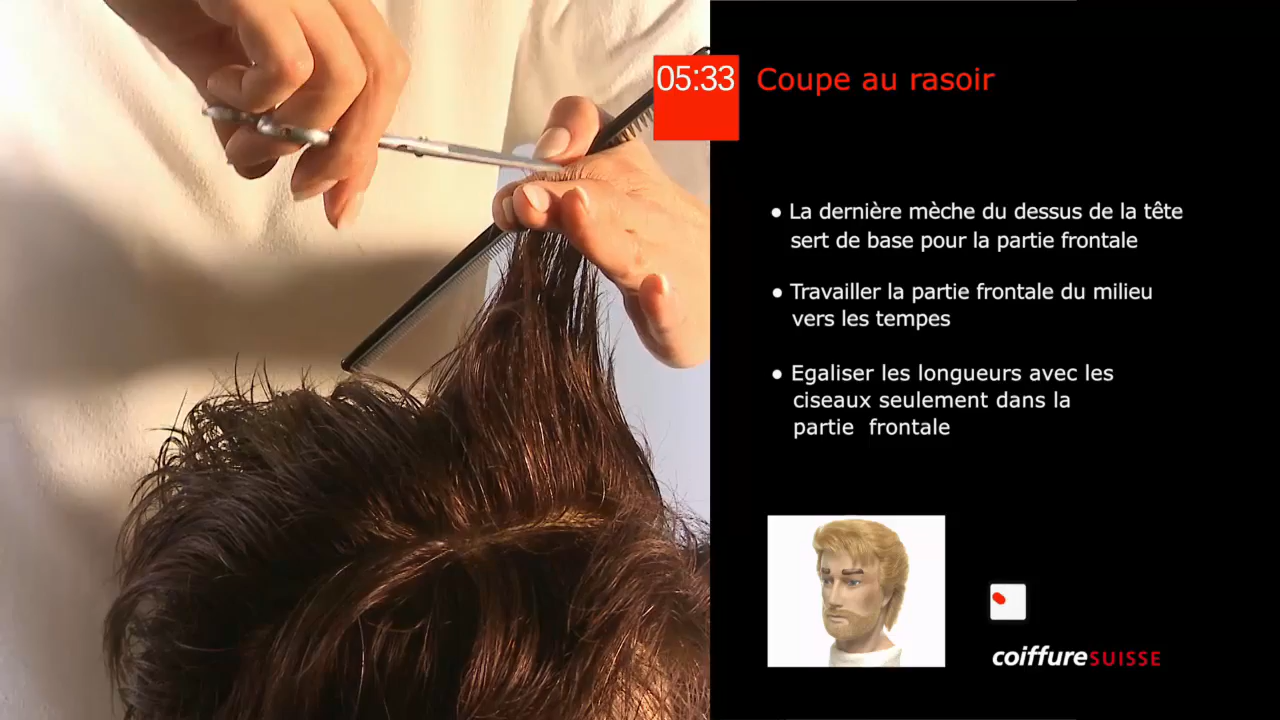 05:33 Coupe au rasoir
● La dernière mèche du dessus de la tête
sert de base pour la partie frontale
● Travailler la partie frontale du milieu
vers les tempes
● Egaliser les longueurs avec les
ciseaux seulement dans la
partie frontale
coiffureSUISSE